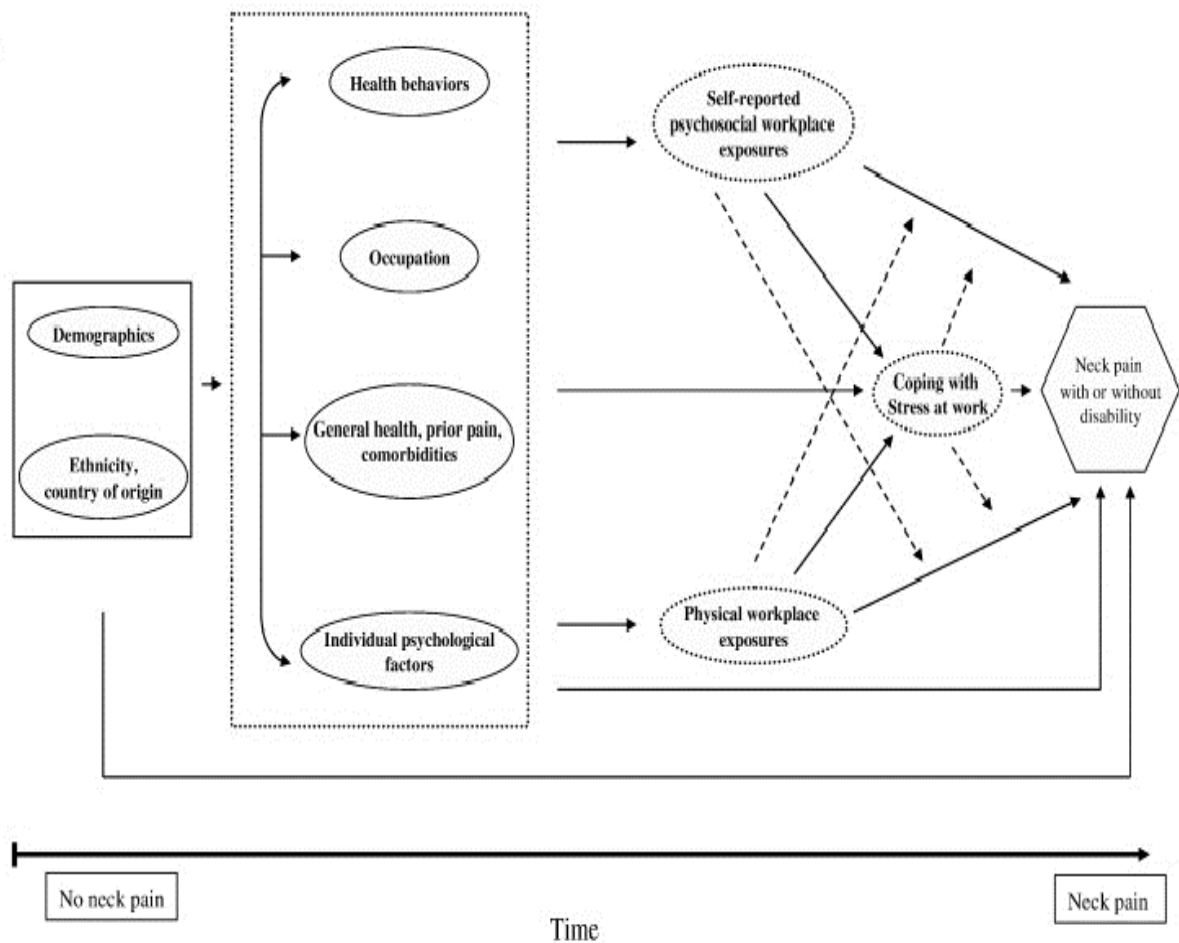 Health behaviors
Self-reported
psychosocial workplace
exposures
Occupation
Demographics
Ethnicity,
country of origin
General health, prior pain,
comorbidities
Coping with
Stress at work
Neck pain
with or without
disability
Individual psychological
factors
Physical workplace
exposures
No neck pain
Neck pain
Time